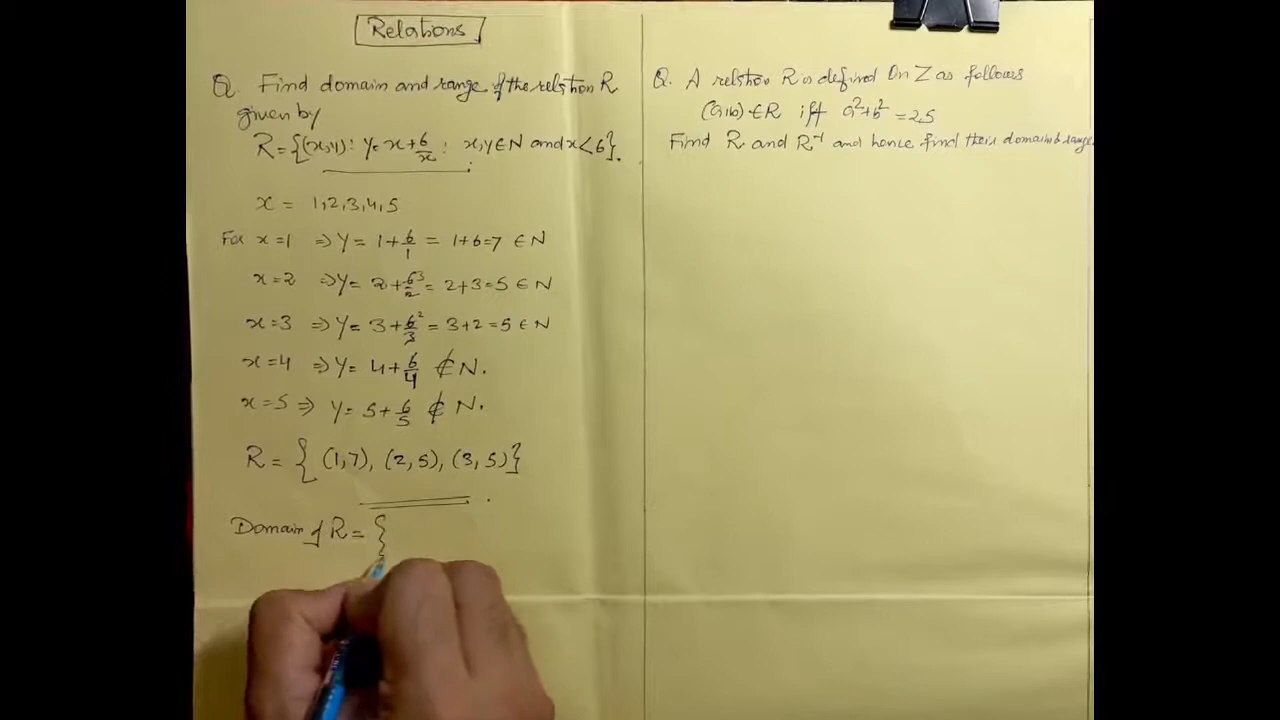 Relations
Q. Find domain and range of the relation R
given by
R = {(x,y) : y = x + 6/x : x,y ∈ N and x < 6}.
x = 1,2,3,4,5
For x=1 ⇒ y = 1 + 6/1 = 1+6=7 ∈ N
x=2 ⇒ y = 2 + 6/2 3 = 2+3=5 ∈ N
x=3 ⇒ y = 3 + 6/3 2 = 3+2=5 ∈ N
x=4 ⇒ y = 4 + 6/4 ∉ N.
x=5 ⇒ y = 5 + 6/5 ∉ N.
R = { (1,7), (2,5), (3,5)}
Domain of R = {
Q. A relation R is defined on Z as follows
(a,b) ∈ R iff a²+b² = 25
Find R and R⁻¹ and hence find their domain & range